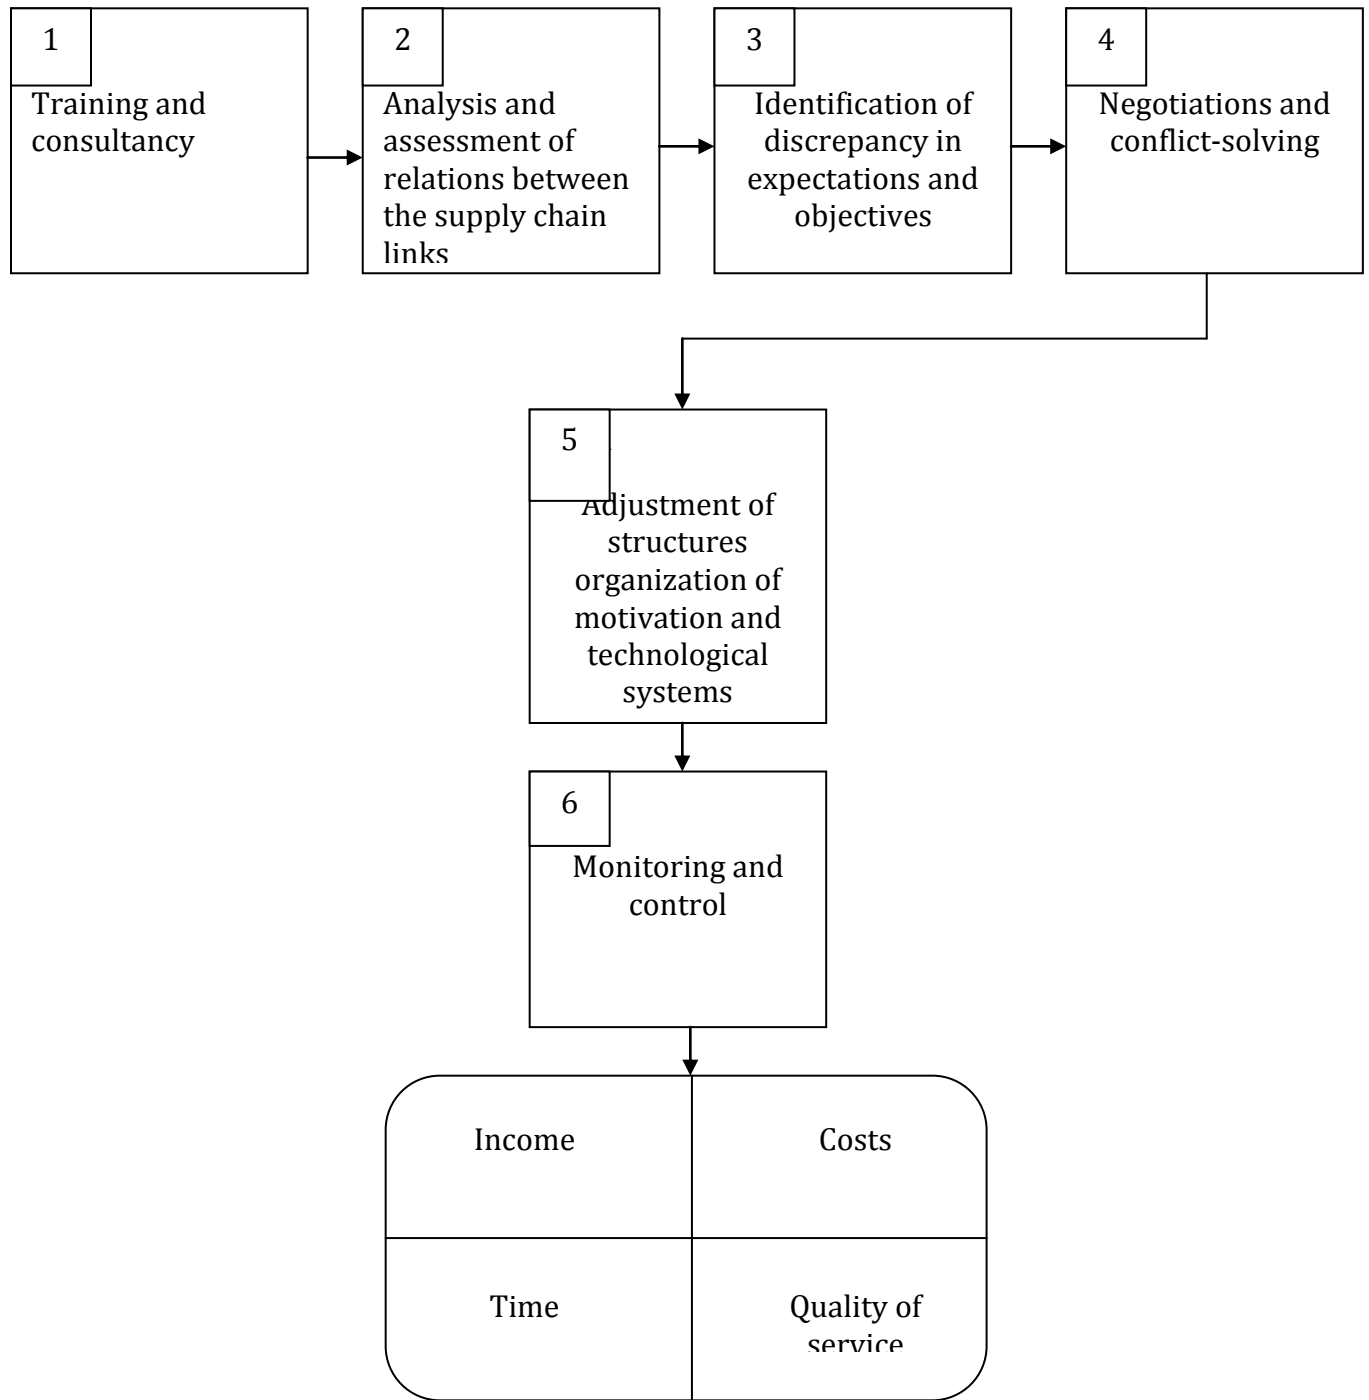 1
Training and
consultancy
2
Analysis and
assessment of
relations between
the supply chain
links
3
Identification of
discrepancy in
expectations and
objectives
4
Negotiations and
conflict-solving
5
Adjustment of
structures
organization of
motivation and
technological
systems
6
Monitoring and
control
Income
Costs
Time
Quality of
service